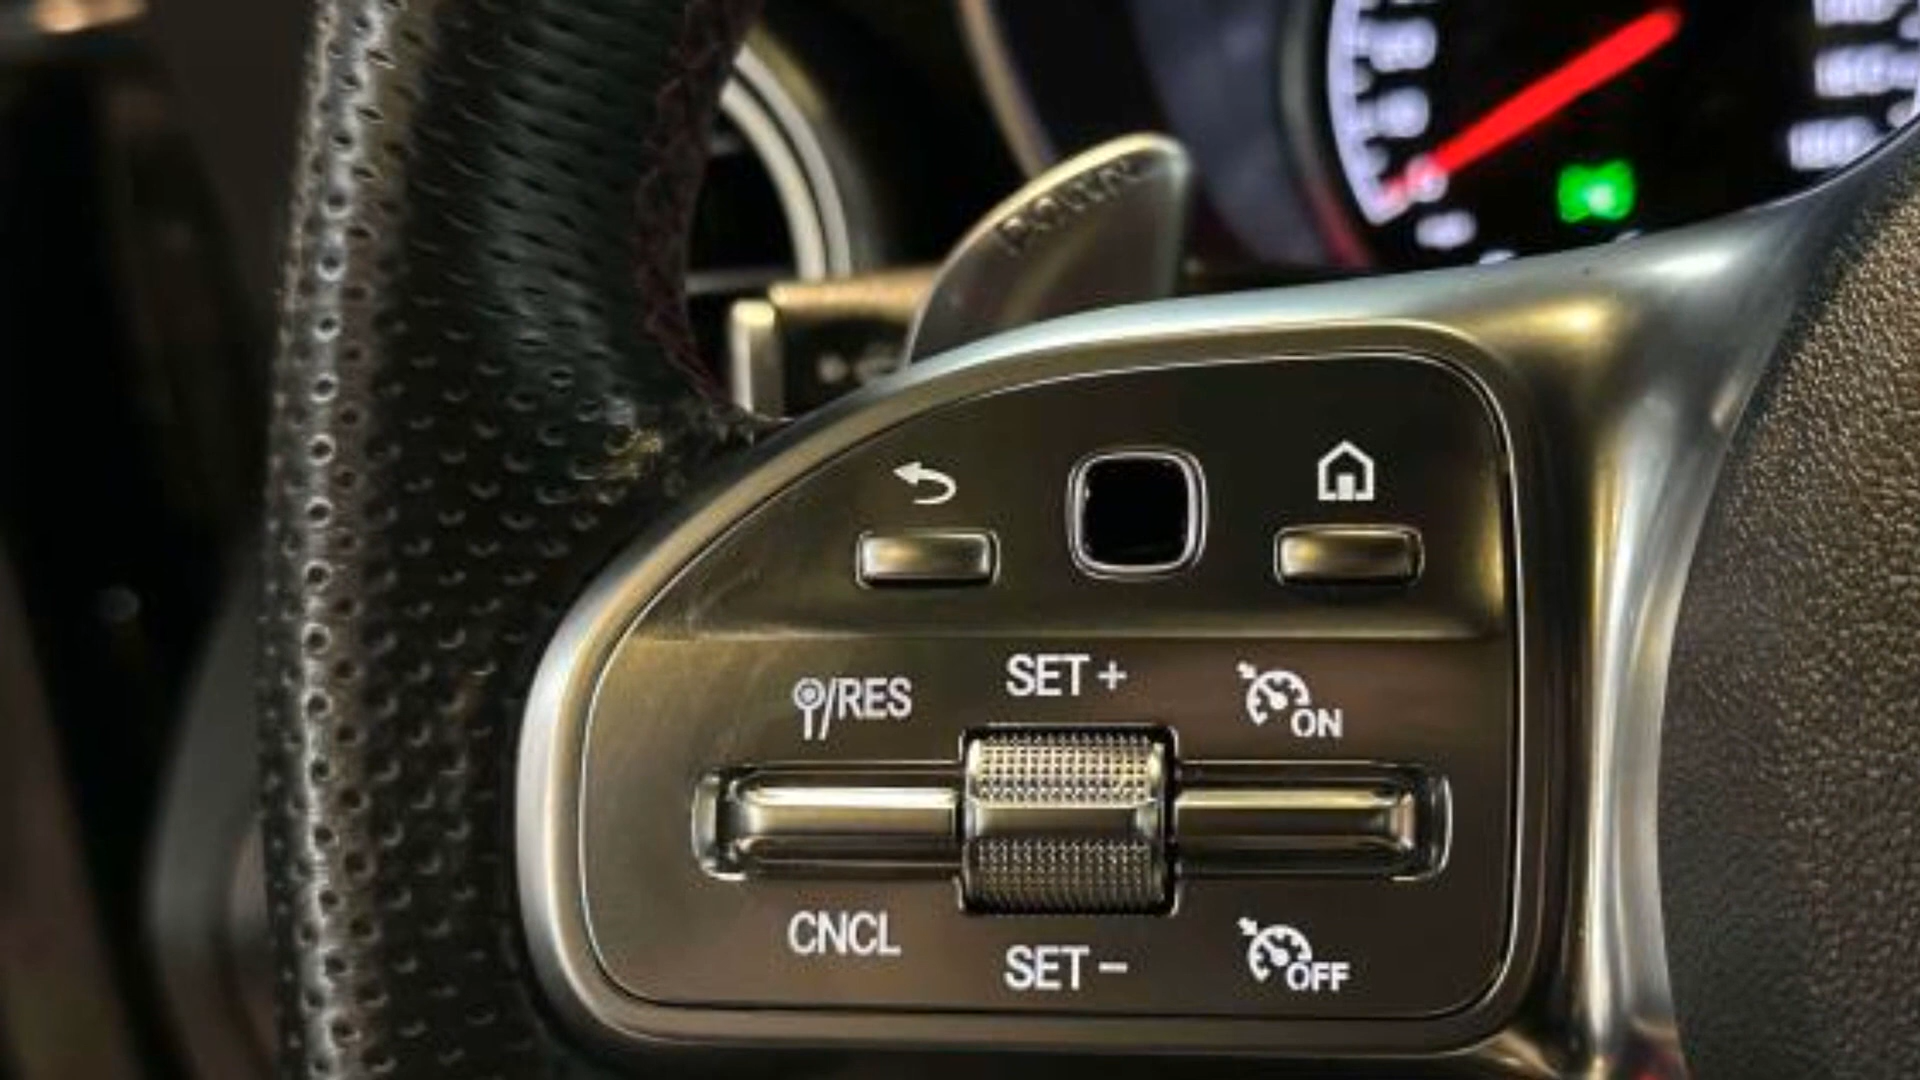 /RES
SET +
ON
CNCL
SET –
OFF